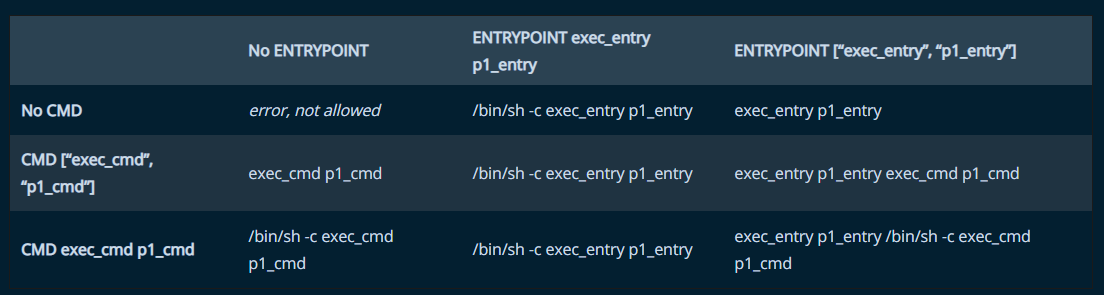 No ENTRYPOINT
ENTRYPOINT exec_entry
p1_entry
ENTRYPOINT [“exec_entry”, “p1_entry”]
No CMD
error, not allowed
/bin/sh -c exec_entry p1_entry
exec_entry p1_entry
CMD [“exec_cmd”,
“p1_cmd”]
exec_cmd p1_cmd
/bin/sh -c exec_entry p1_entry
exec_entry p1_entry exec_cmd p1_cmd
CMD exec_cmd p1_cmd
/bin/sh -c exec_cmd
p1_cmd
/bin/sh -c exec_entry p1_entry
exec_entry p1_entry /bin/sh -c exec_cmd
p1_cmd